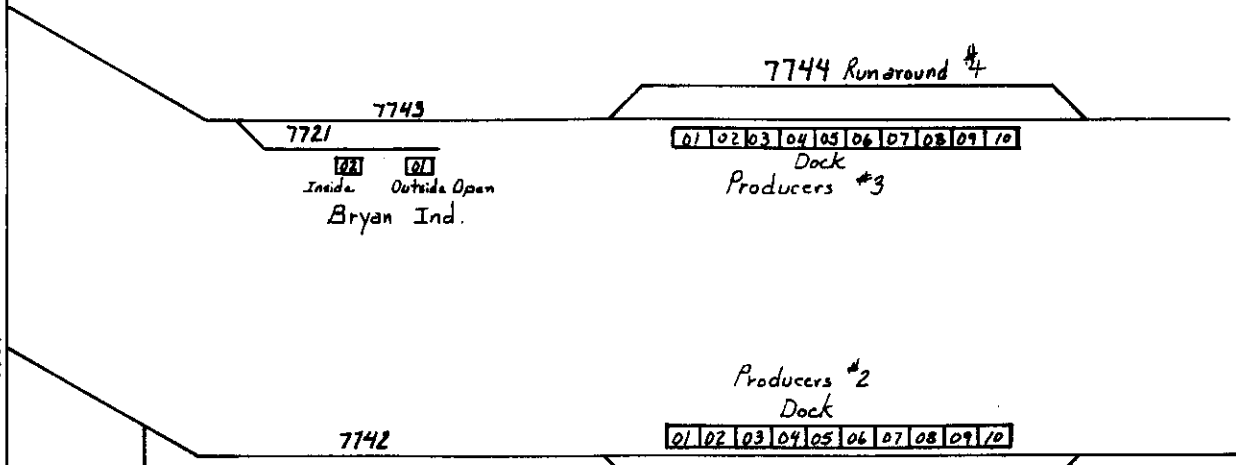 7744 Runaround #4
7743
7721
01 02 03 04 05 06 07 08 09 10
Dock
Producers #3
02 01
Inside Outside Open
Bryan Ind.
Producers #2
Dock
01 02 03 04 05 06 07 08 09 10
7742